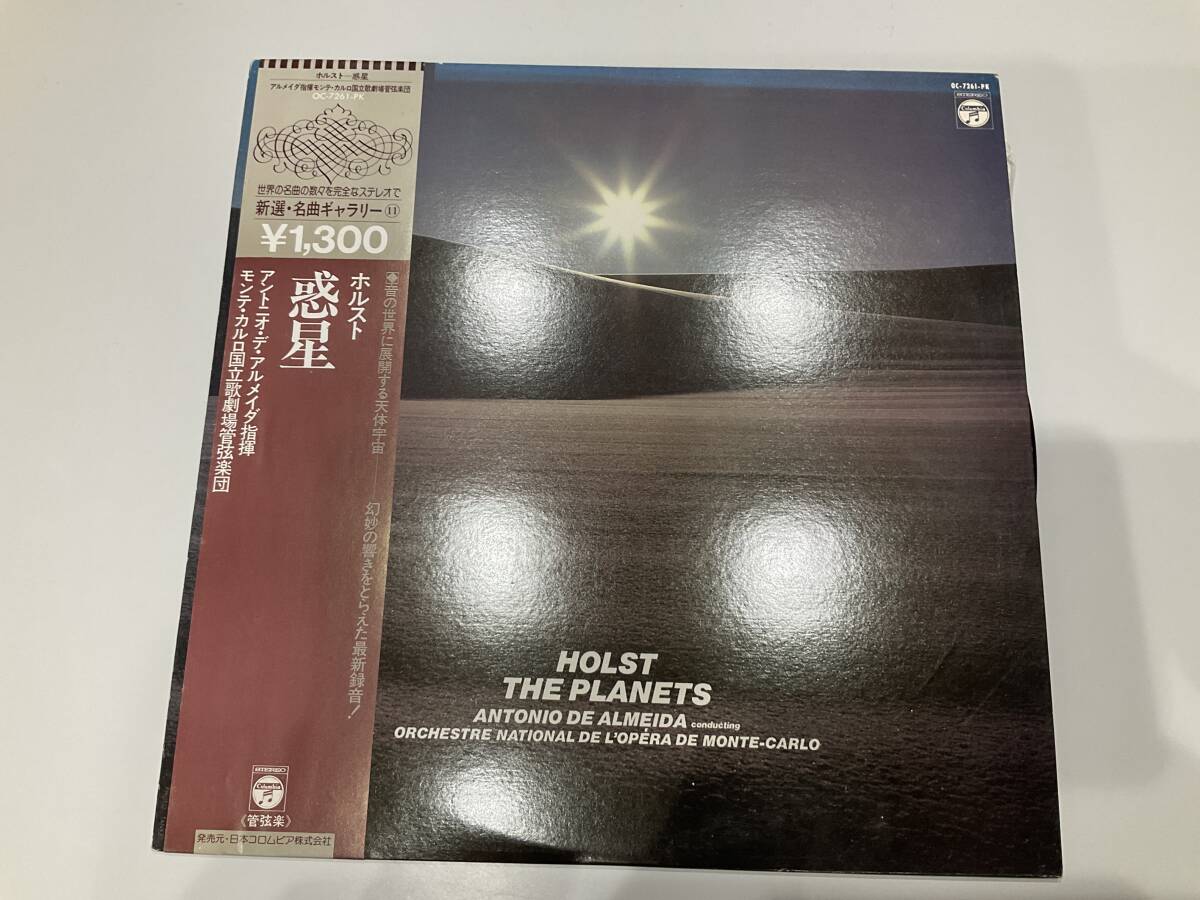 ホルスト―惑星
アルメイダ指揮モンテ・カルロ国立歌劇場管弦楽団
OC-7261-PK
世界の名曲の数々を完全なステレオで
新選・名曲ギャラリー⑪
¥1,300
◆音の世界に展開する天体宇宙――幻妙の響きをとらえた最新録音!
ホルスト
惑星
アントニオ・デ・アルメイダ指揮
モンテ・カルロ国立歌劇場管弦楽団
STEREO
Columbia
《管弦楽》
発売元・日本コロムビア株式会社
OC-7261-PK
STEREO
Columbia
HOLST
THE PLANETS
ANTONIO DE ALMEIDA conducting
ORCHESTRE NATIONAL DE L'OPÉRA DE MONTE-CARLO